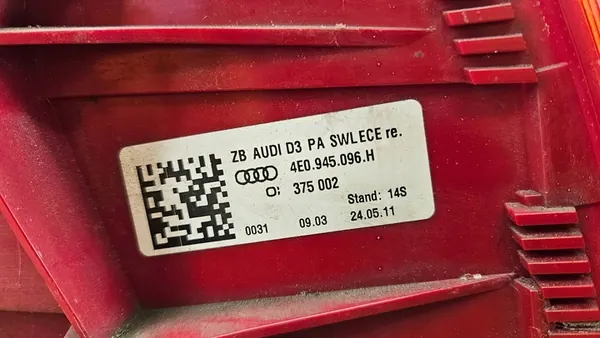 ZB AUDI D3 PA SWLECE re.
4E0.945.096.H
375 002
Stand: 14S
0031 09.03 24.05.11